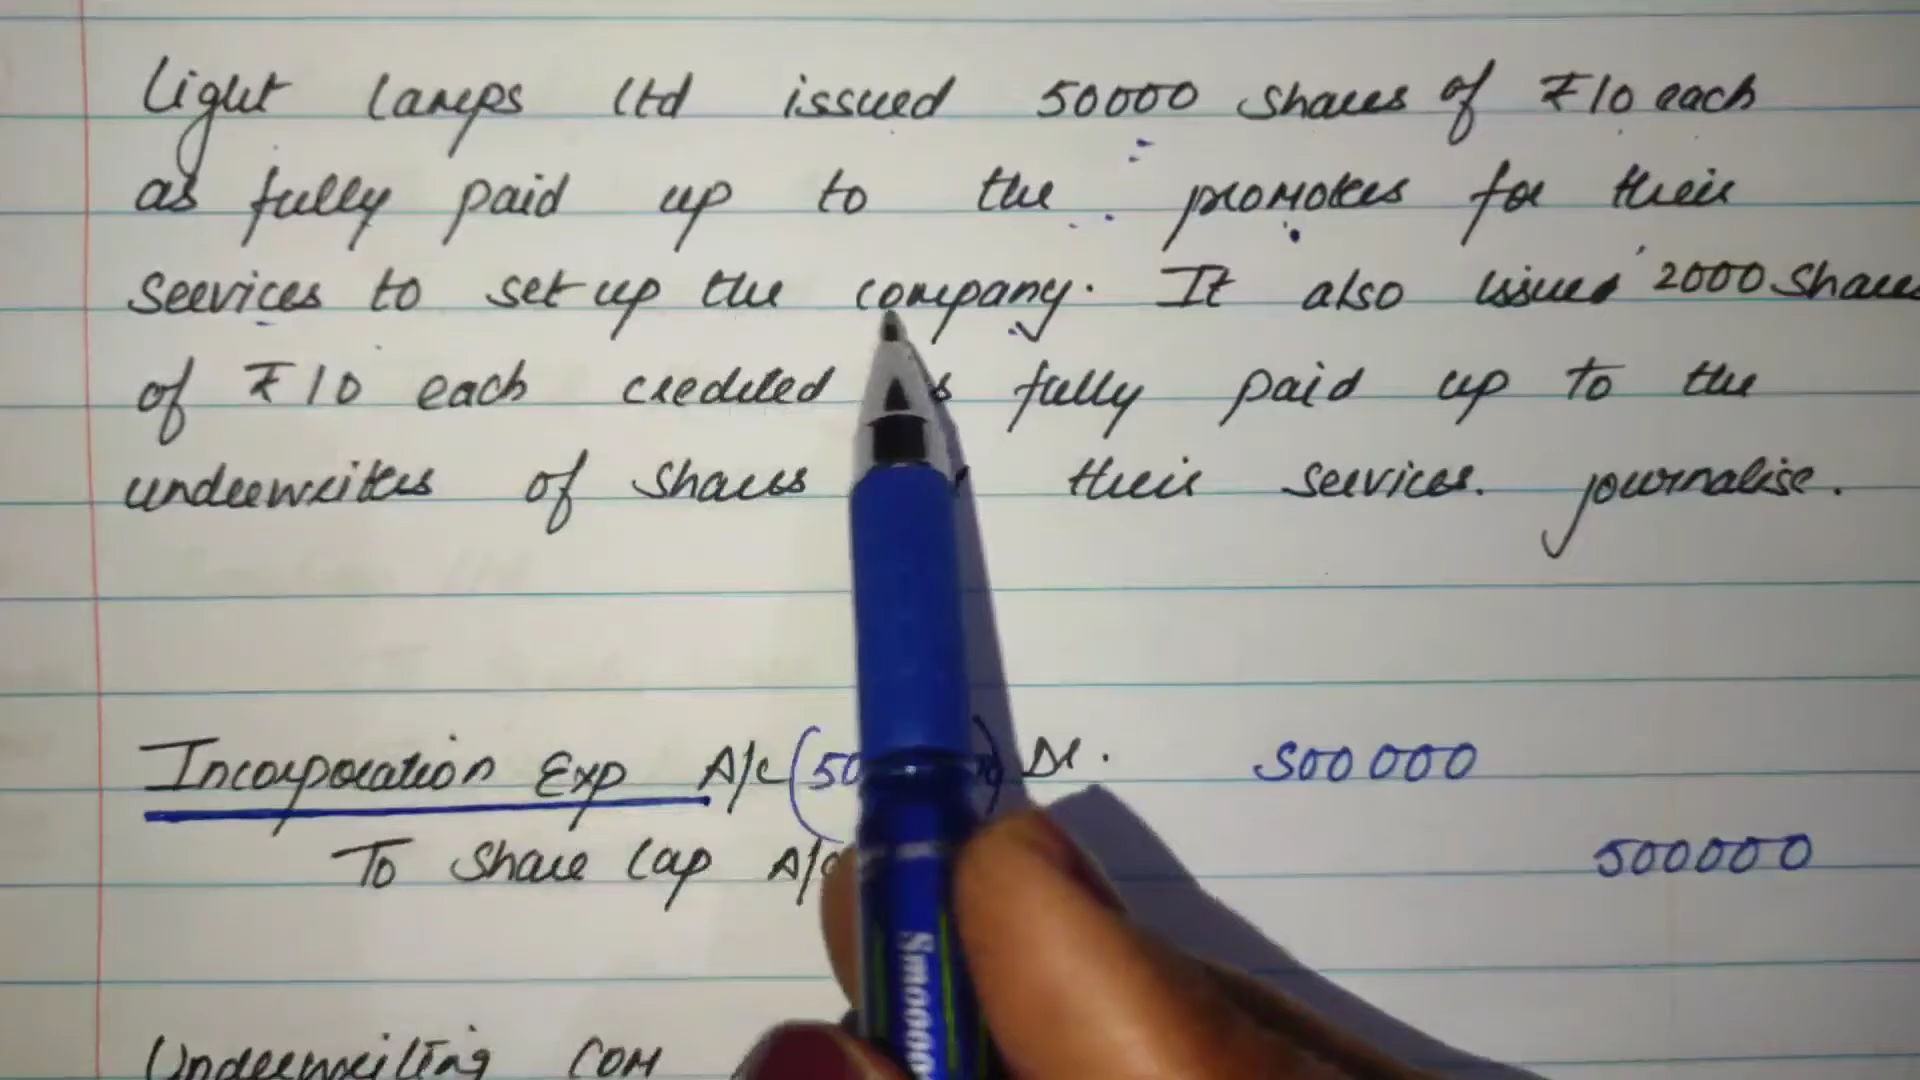 Light Lamps Ltd issued 50000 shares of ₹10 each
as fully paid up to the promoters for their
Services to set up the company. It also issued 2000 Shares
of ₹10 each credited fully paid up to the
underwriters of shares their services. journalise.
Incorporation Exp A/c (50 Dr. 500000
To Share Cap A/c 500000
Underwriting Com
Smooo